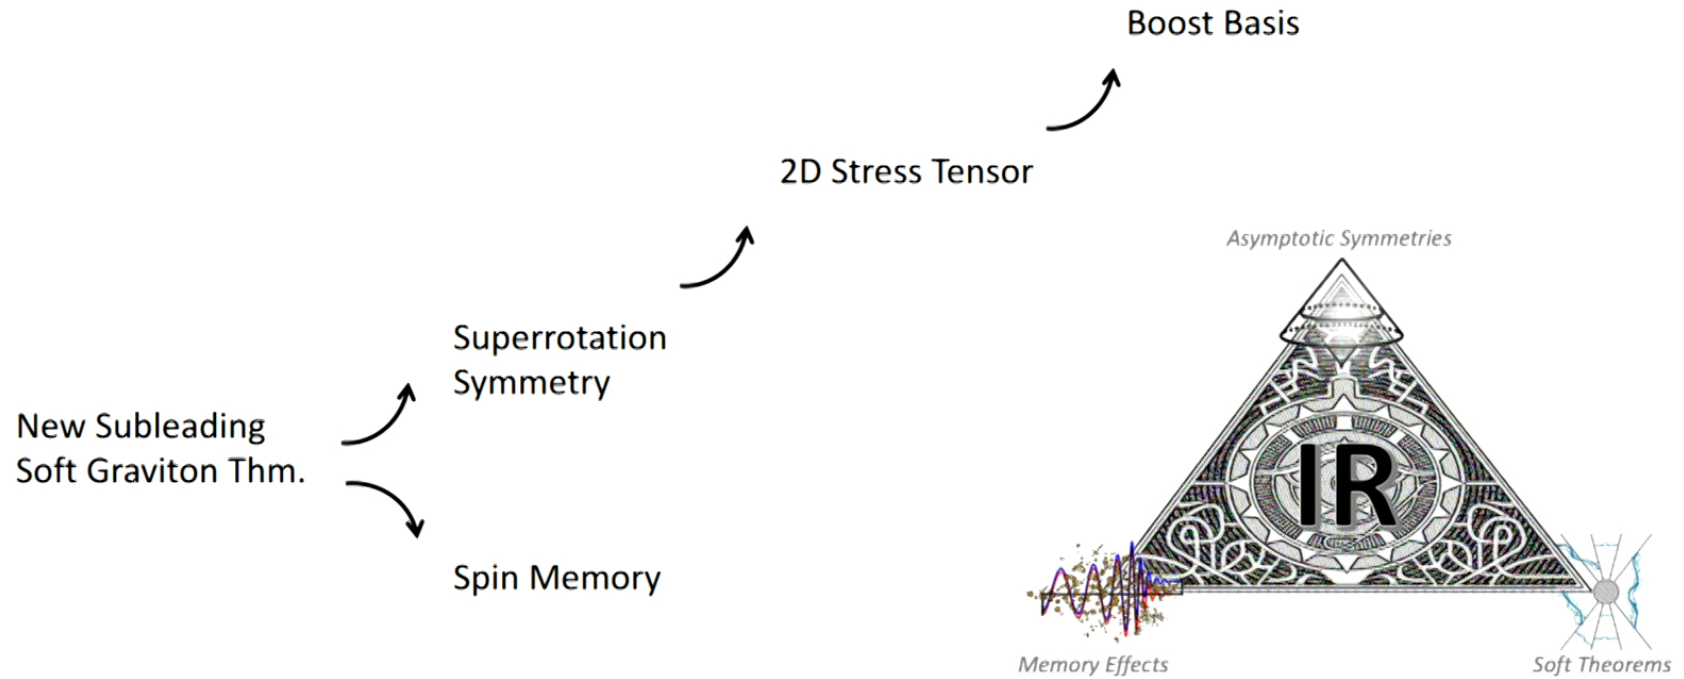 Boost Basis
2D Stress Tensor
Asymptotic Symmetries
Superrotation
Symmetry
New Subleading
Soft Graviton Thm.
IR
Spin Memory
Memory Effects
Soft Theorems